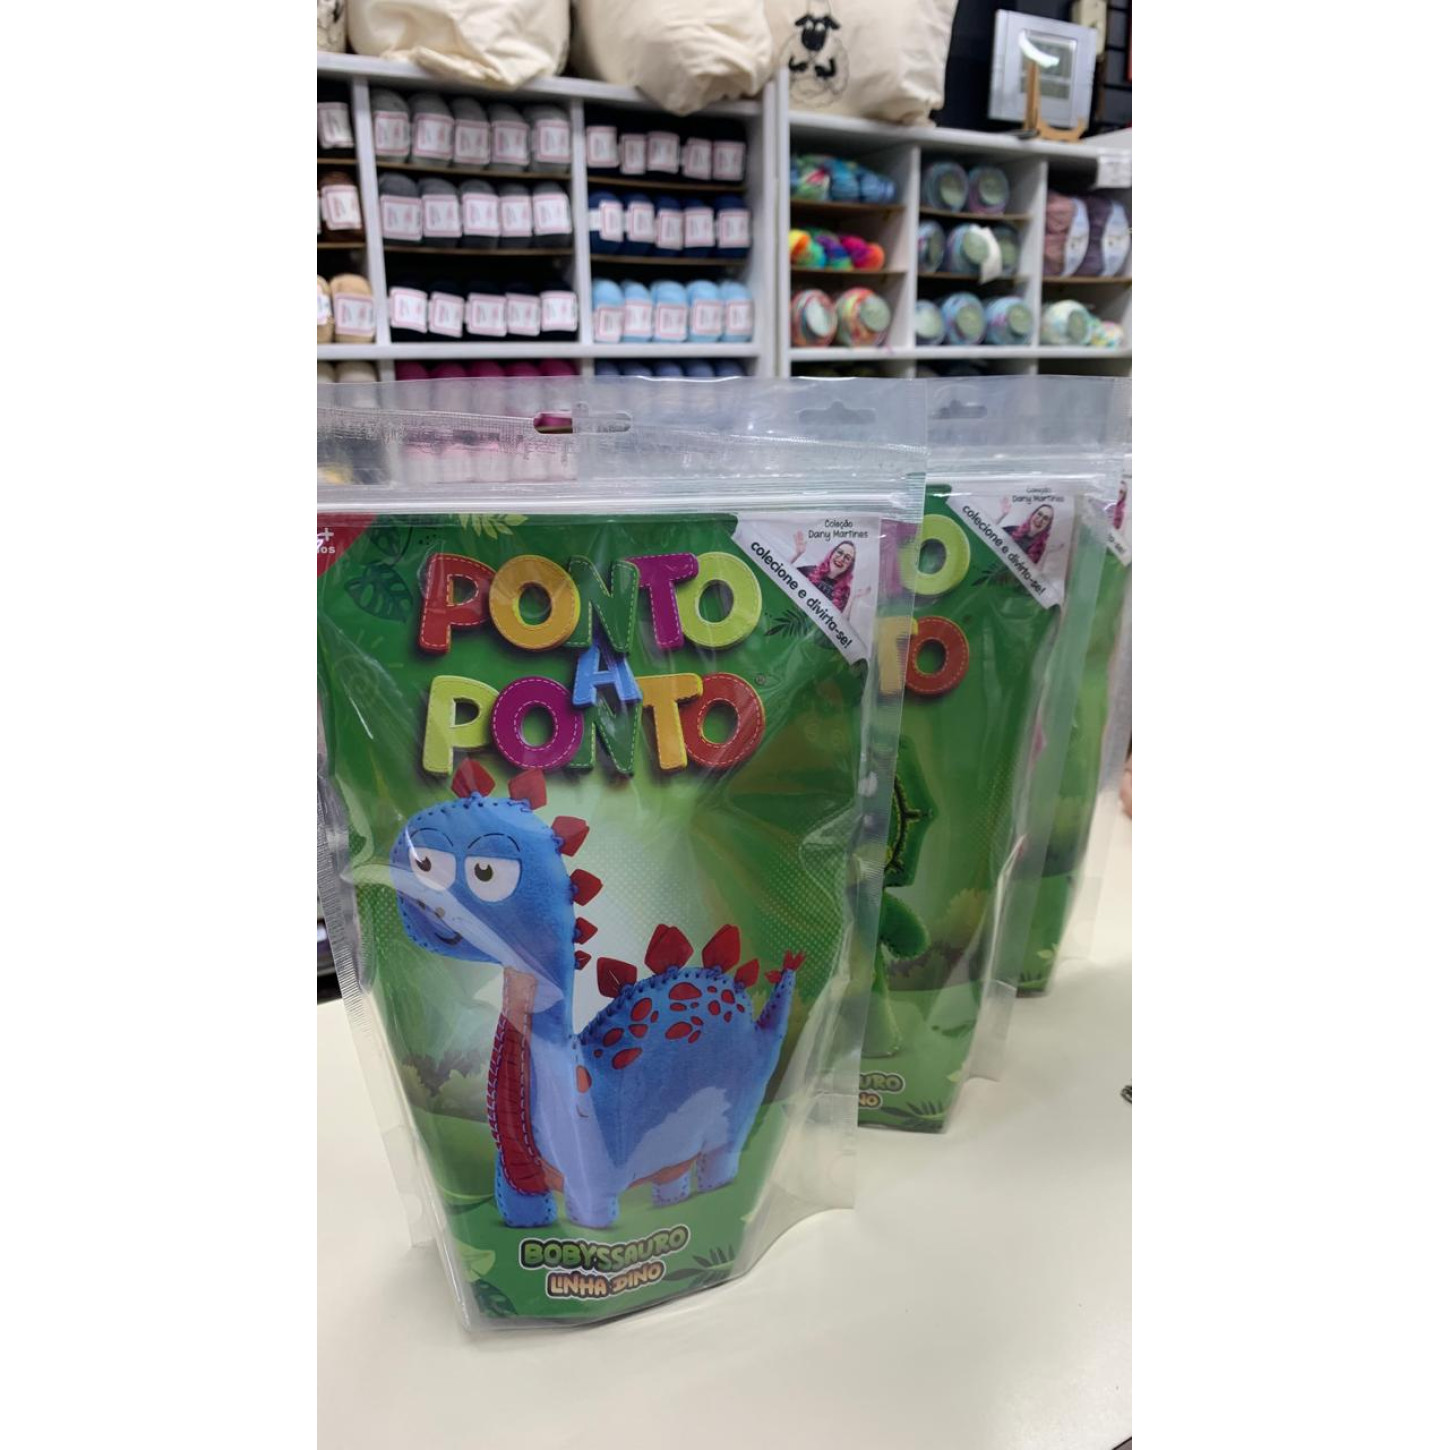 Coleção
Dany Martines
colecione e divirta-se!
PONTO
A
PONTO
BOBYSSAURO
LINHA DINO
Coleção
Dany Martines
colecione e divirta-se!